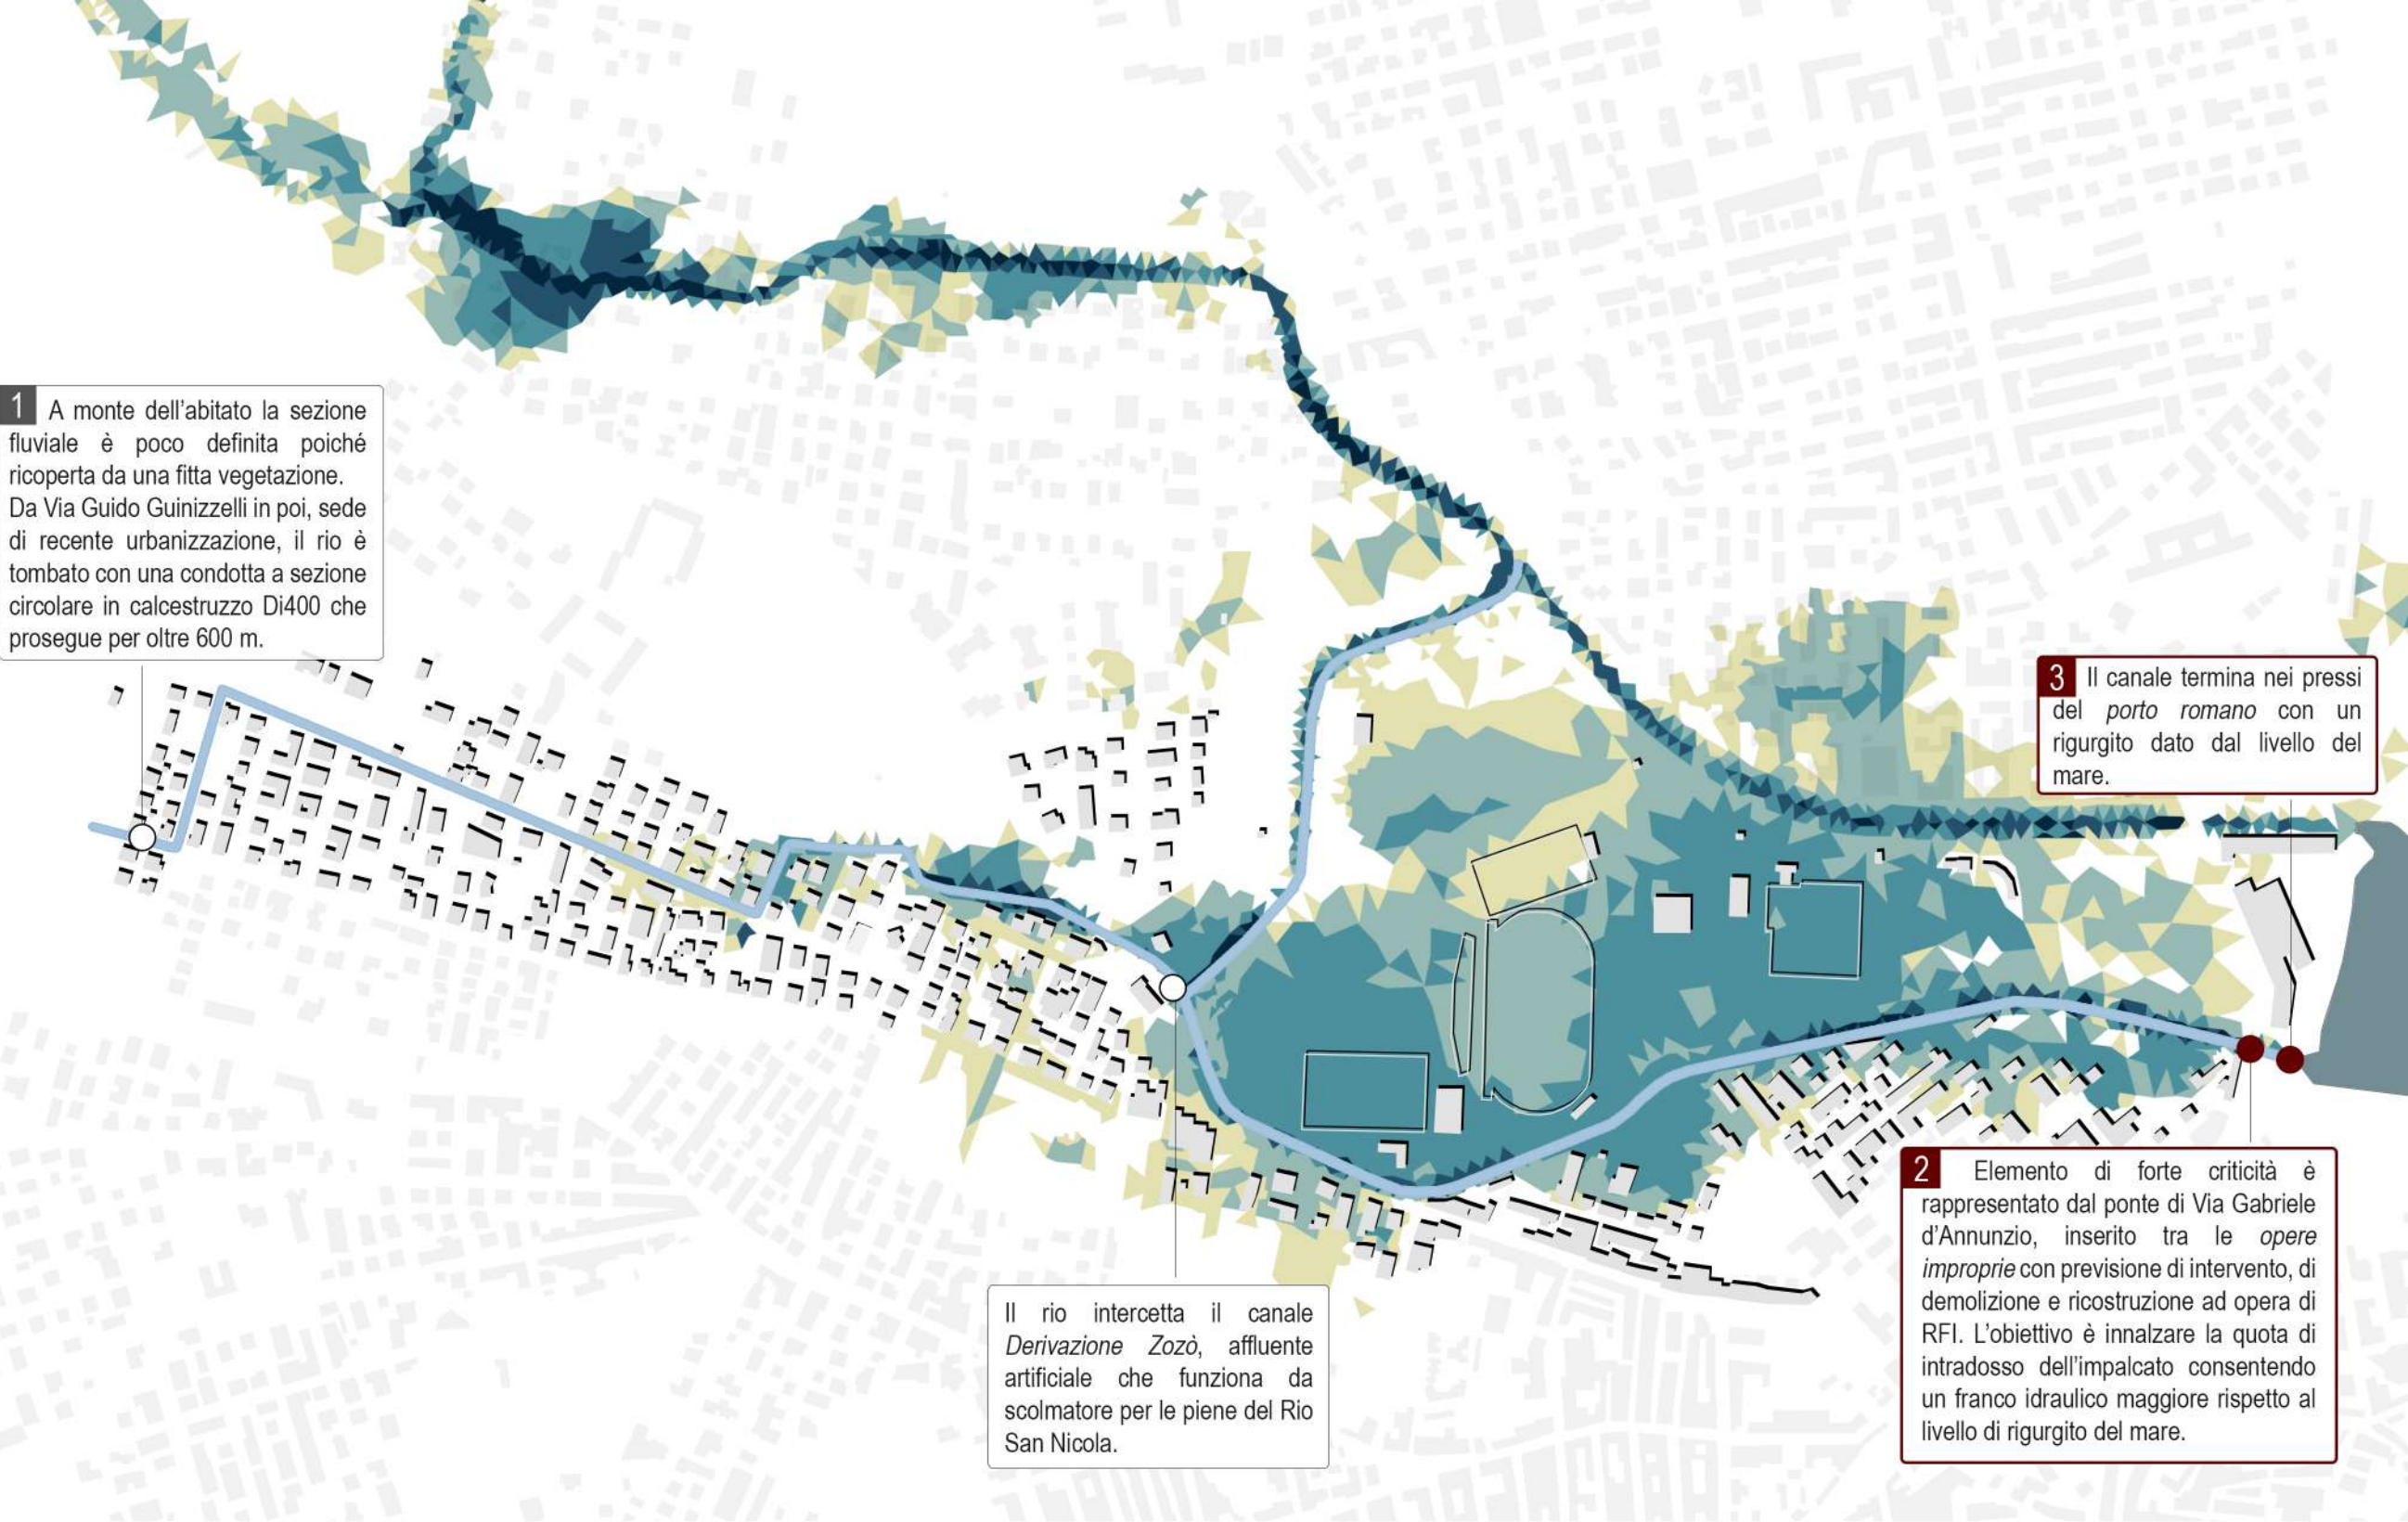 1 A monte dell'abitato la sezione
fluviale è poco definita poiché
ricoperta da una fitta vegetazione.
Da Via Guido Guinizzelli in poi, sede
di recente urbanizzazione, il rio è
tombato con una condotta a sezione
circolare in calcestruzzo Di400 che
prosegue per oltre 600 m.
3 Il canale termina nei pressi
del porto romano con un
rigurgito dato dal livello del
mare.
2 Elemento di forte criticità è
rappresentato dal ponte di Via Gabriele
d'Annunzio, inserito tra le opere
improprie con previsione di intervento, di
demolizione e ricostruzione ad opera di
RFI. L'obiettivo è innalzare la quota di
intradosso dell'impalcato consentendo
un franco idraulico maggiore rispetto al
livello di rigurgito del mare.
Il rio intercetta il canale
Derivazione Zozò, affluente
artificiale che funziona da
scolmatore per le piene del Rio
San Nicola.